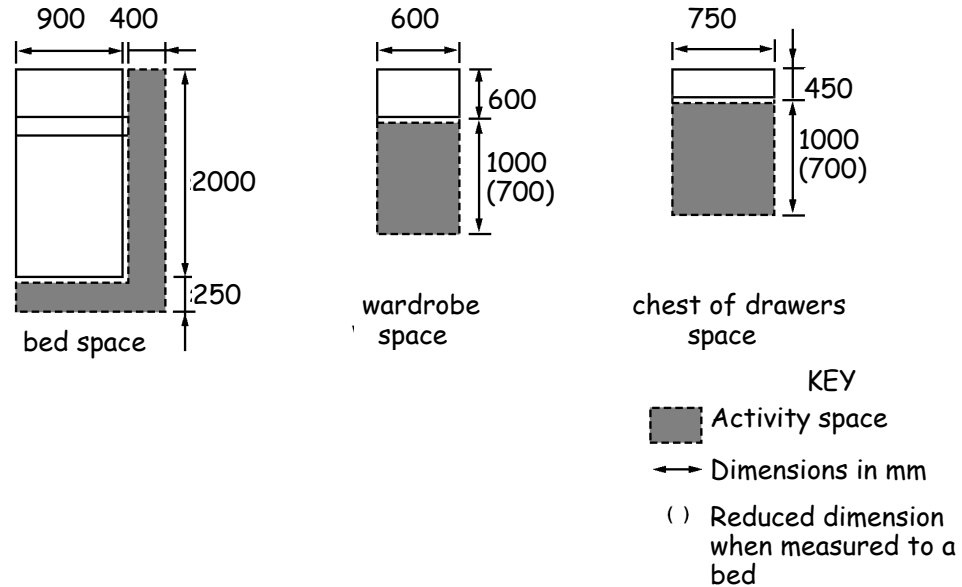 900 400
600
750
2000
250
bed space
600
1000
(700)
wardrobe
space
450
1000
(700)
chest of drawers
space
KEY
Activity space
Dimensions in mm
( ) Reduced dimension
when measured to a
bed